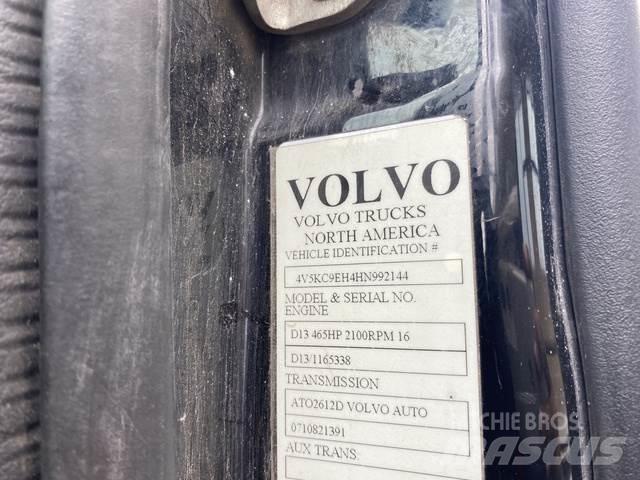 VOLVO
VOLVO TRUCKS
NORTH AMERICA
VEHICLE IDENTIFICATION #
4V5KC9EH4HN992144
MODEL & SERIAL NO.
ENGINE
D13 465HP 2100RPM 16
D13/1165338
TRANSMISSION
ATO2612D VOLVO AUTO
0710821391
AUX TRANS:
RITCHIE BROS.
MASCUS